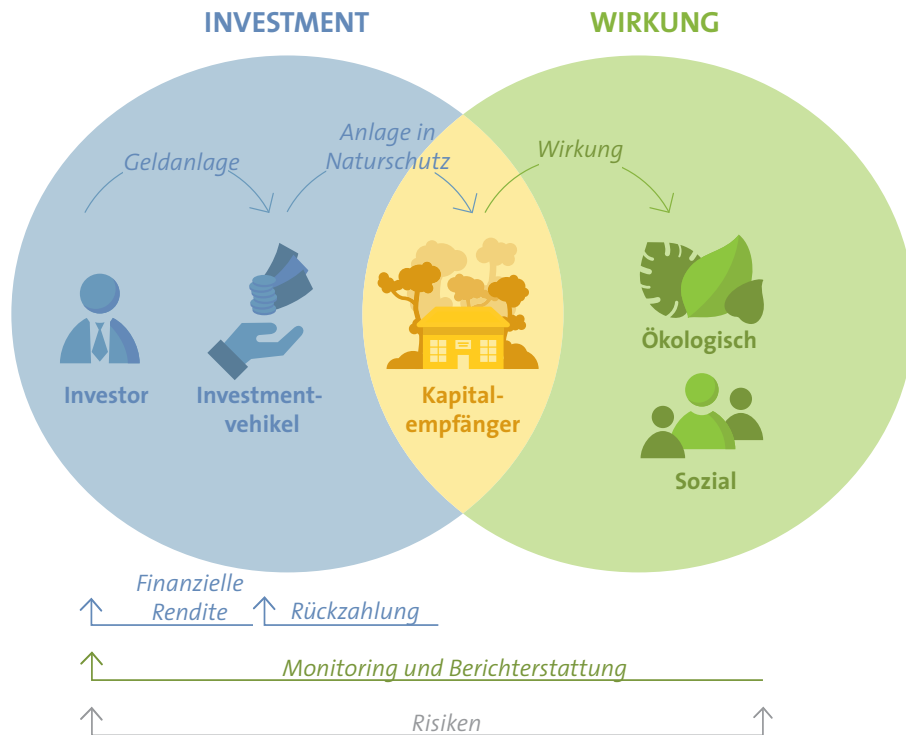 INVESTMENT
WIRKUNG
Geldanlage
Anlage in
Naturschutz
Wirkung
Investor
Investment-
vehikel
Kapital-
empfänger
Ökologisch
Sozial
Finanzielle
Rendite
Rückzahlung
Monitoring und Berichterstattung
Risiken